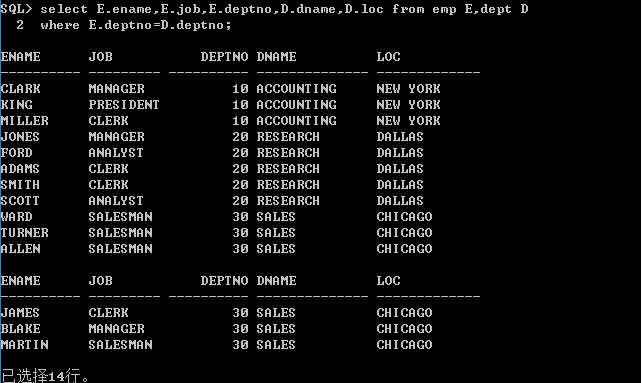 SQL> select E.ename,E.job,E.deptno,D.dname,D.loc from emp E,dept D
  2  where E.deptno=D.deptno;
ENAME      JOB           DEPTNO DNAME          LOC
---------- --------- ---------- -------------- -------------
CLARK      MANAGER           10 ACCOUNTING     NEW YORK
KING       PRESIDENT         10 ACCOUNTING     NEW YORK
MILLER     CLERK             10 ACCOUNTING     NEW YORK
JONES      MANAGER           20 RESEARCH       DALLAS
FORD       ANALYST           20 RESEARCH       DALLAS
ADAMS      CLERK             20 RESEARCH       DALLAS
SMITH      CLERK             20 RESEARCH       DALLAS
SCOTT      ANALYST           20 RESEARCH       DALLAS
WARD       SALESMAN          30 SALES          CHICAGO
TURNER     SALESMAN          30 SALES          CHICAGO
ALLEN      SALESMAN          30 SALES          CHICAGO
ENAME      JOB           DEPTNO DNAME          LOC
---------- --------- ---------- -------------- -------------
JAMES      CLERK             30 SALES          CHICAGO
BLAKE      MANAGER           30 SALES          CHICAGO
MARTIN     SALESMAN          30 SALES          CHICAGO
已选择14行。